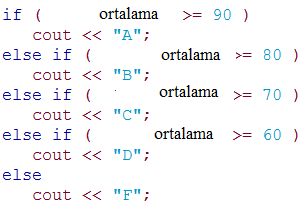 if ( ortalama >= 90 )
cout << "A";
else if ( ortalama >= 80 )
cout << "B";
else if ( ortalama >= 70 )
cout << "C";
else if ( ortalama >= 60 )
cout << "D";
else
cout << "F";